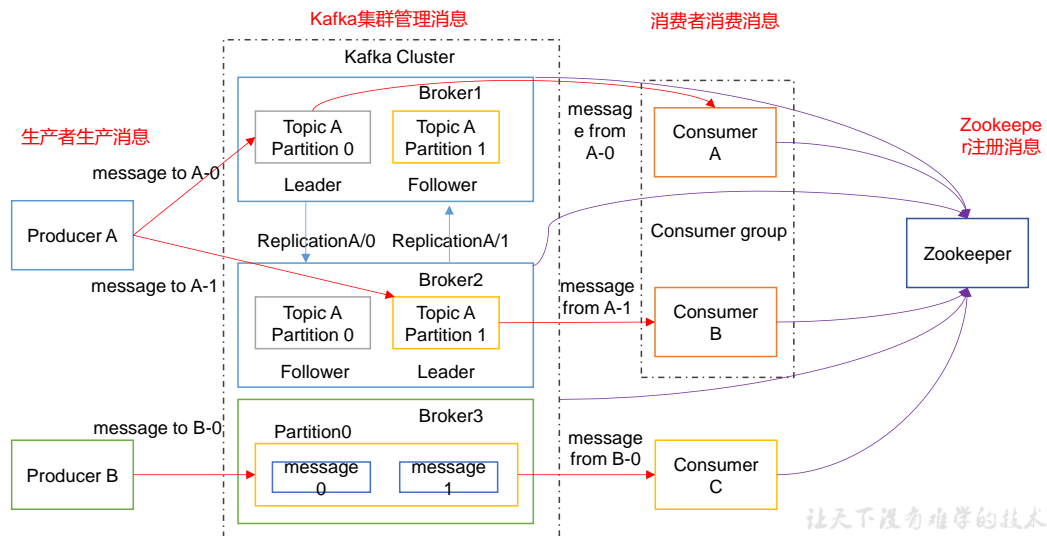 Kafka集群管理消息
消费者消费消息
Kafka Cluster
Broker1
Topic A
Partition 0
Topic A
Partition 1
Leader
Follower
messag
e from
A-0
Consumer
A
Zookeepe
r注册消息
生产者生产消息
message to A-0
Producer A
ReplicationA/0
ReplicationA/1
Consumer group
Zookeeper
message to A-1
Broker2
Topic A
Partition 0
Topic A
Partition 1
Follower
Leader
message
from A-1
Consumer
B
message to B-0
Producer B
Broker3
Partition0
message
0
message
1
message
from B-0
Consumer
C
让天下没有难学的技术